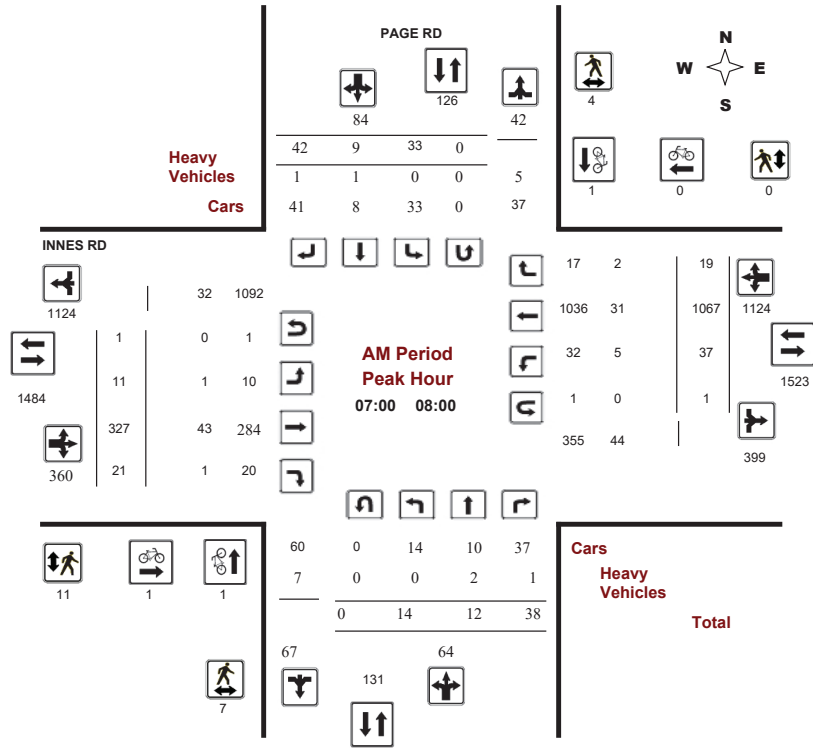 PAGE RD
N
W E
S
126
84
42
4
42 9 33 0
Heavy
Vehicles
1 1 0 0 5
Cars
41 8 33 0 37
1 0 0
INNES RD
1124
32 1092
1 0 1
1484
11 1 10
327 43 284
360
21 1 20
AM Period
Peak Hour
07:00 08:00
17 2 19
1036 31 1067 1124
32 5 37
1523
1 0 1
355 44
399
60 0 14 10 37
7 0 0 2 1
0 14 12 38
Cars
Heavy
Vehicles
Total
11 1 1
67 64
131
7